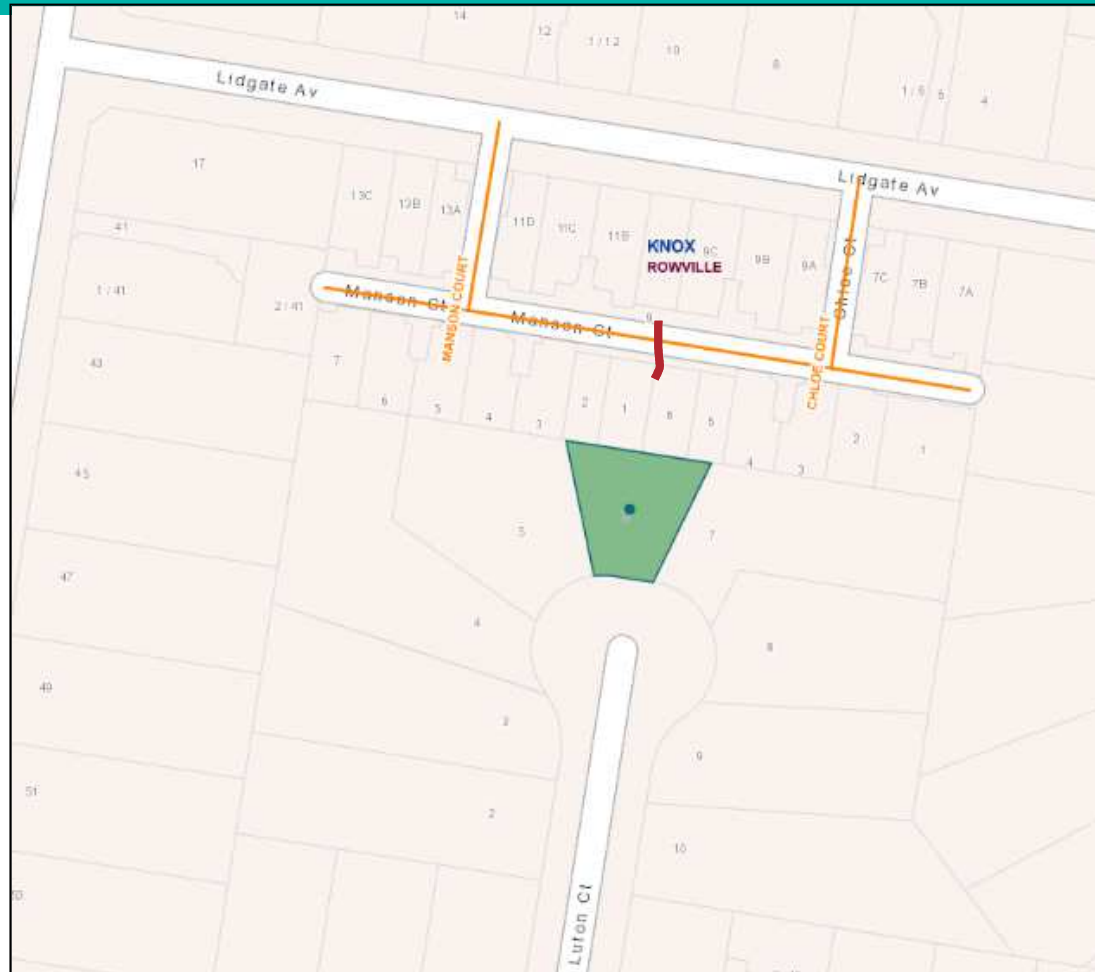 14
12
1 / 12
10
8
1 / 6
6
4
Lidgate Av
Lidgate Av
17
13C
13B
13A
11D
11C
11B
KNOX
9C
9B
9A
ROWVILLE
Chloe Ct
7C
7B
7A
41
1 / 41
2 / 41
Manson Ct
MANSON COURT
Manson Ct
9
CHLOE COURT
43
7
6
5
4
3
2
1
6
5
4
3
2
1
45
5
7
47
4
8
49
3
9
51
2
10
Luton Ct